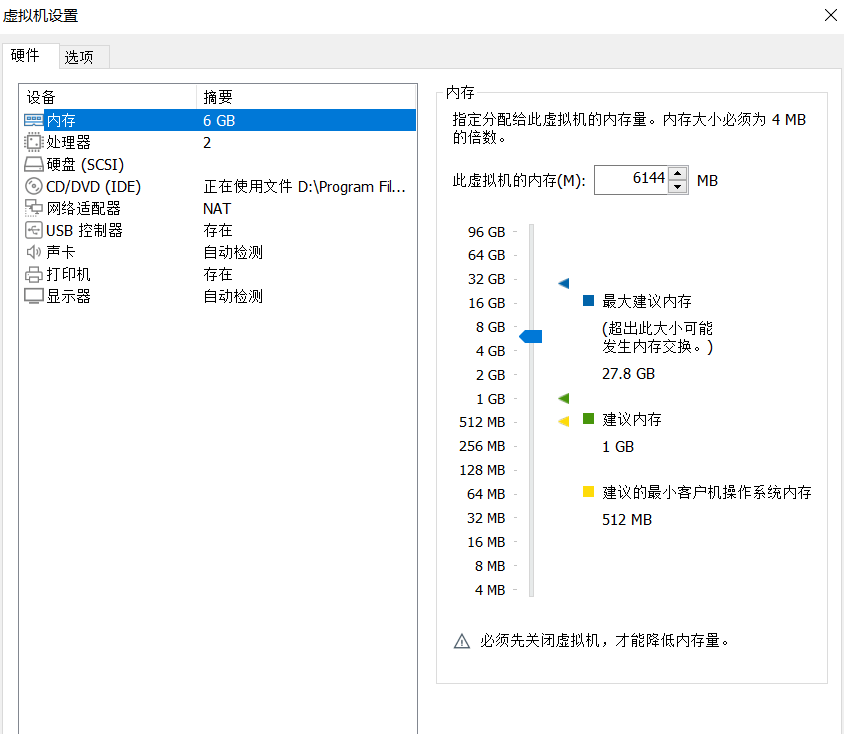 虚拟机设置
硬件
选项
设备 摘要
内存 6 GB
处理器 2
硬盘 (SCSI)
CD/DVD (IDE) 正在使用文件 D:\Program Fil...
网络适配器 NAT
USB 控制器 存在
声卡 自动检测
打印机 存在
显示器 自动检测
内存
指定分配给此虚拟机的内存量。内存大小必须为 4 MB
的倍数。
此虚拟机的内存(M): 6144 MB
96 GB
64 GB
32 GB
16 GB
8 GB
4 GB
2 GB
1 GB
512 MB
256 MB
128 MB
64 MB
32 MB
16 MB
8 MB
4 MB
最大建议内存
(超出此大小可能
发生内存交换。)
27.8 GB
建议内存
1 GB
建议的最小客户机操作系统内存
512 MB
必须先关闭虚拟机，才能降低内存量。